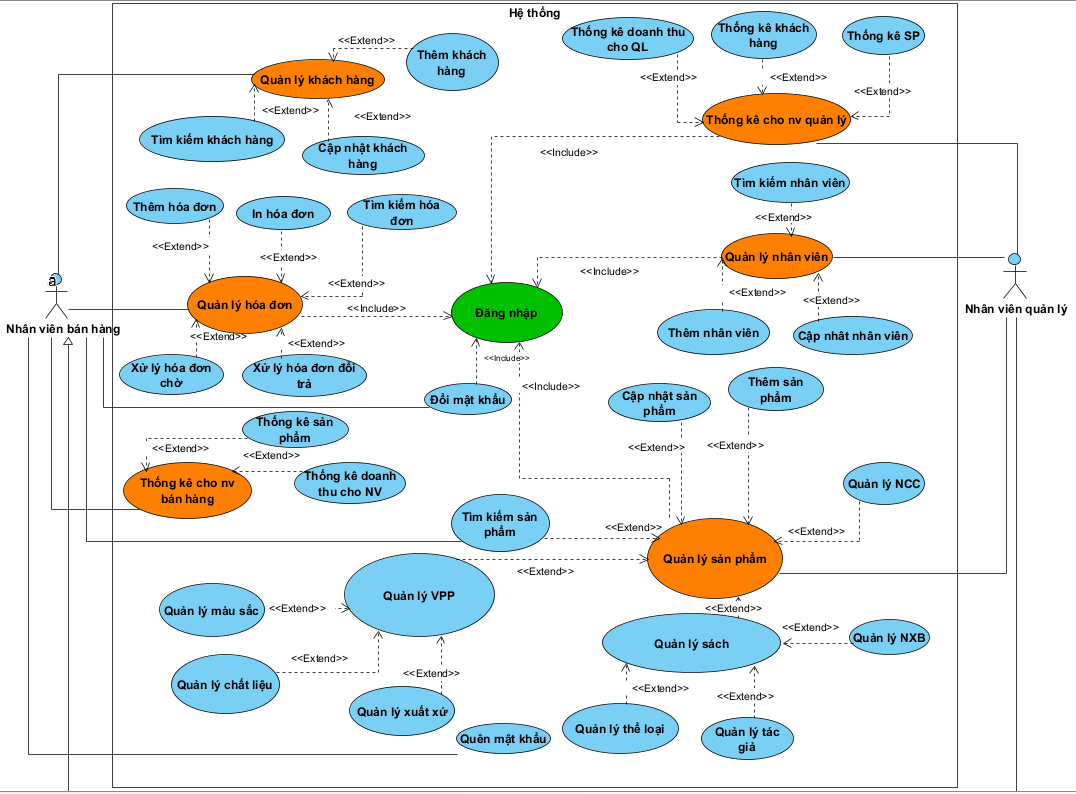 Hệ thống
Thống kê doanh thu
cho QL
Thống kê khách
hàng
Thống kê SP
<<Extend>>
Thêm khách
hàng
Quản lý khách hàng
<<Extend>>
<<Extend>>
<<Extend>>
<<Extend>>
<<Extend>>
Thống kê cho nv quản lý
Tìm kiếm khách hàng
Cập nhật khách
hàng
<<Include>>
Tìm kiếm nhân viên
Thêm hóa đơn
In hóa đơn
Tìm kiếm hóa
đơn
<<Extend>>
<<Extend>>
<<Extend>>
<<Extend>>
Quản lý nhân viên
<<Include>>
ã
Nhân viên bán hàng
Quản lý hóa đơn
<<Include>>
Đăng nhập
<<Extend>>
<<Extend>>
Nhân viên quản lý
Thêm nhân viên
Cập nhât nhân viên
<<Extend>>
<<Extend>>
<<Include>>
Xử lý hóa đơn
chờ
Xử lý hóa đơn đổi
trả
<<Include>>
Đổi mật khẩu
Cập nhật sản
phẩm
Thêm sản
phẩm
Thống kê sản
phẩm
<<Extend>>
<<Extend>>
<<Extend>>
<<Extend>>
Thống kê cho nv
bán hàng
Thống kê doanh
thu cho NV
Quản lý NCC
Tìm kiếm sản
phẩm
<<Extend>>
<<Extend>>
Quản lý sản phẩm
<<Extend>>
Quản lý VPP
Quản lý màu sắc
<<Extend>>
<<Extend>>
<<Extend>>
Quản lý sách
Quản lý NXB
<<Extend>>
<<Extend>>
Quản lý chất liệu
<<Extend>>
<<Extend>>
Quản lý xuất xứ
Quản lý thể loại
Quản lý tác
giả
Quên mật khẩu